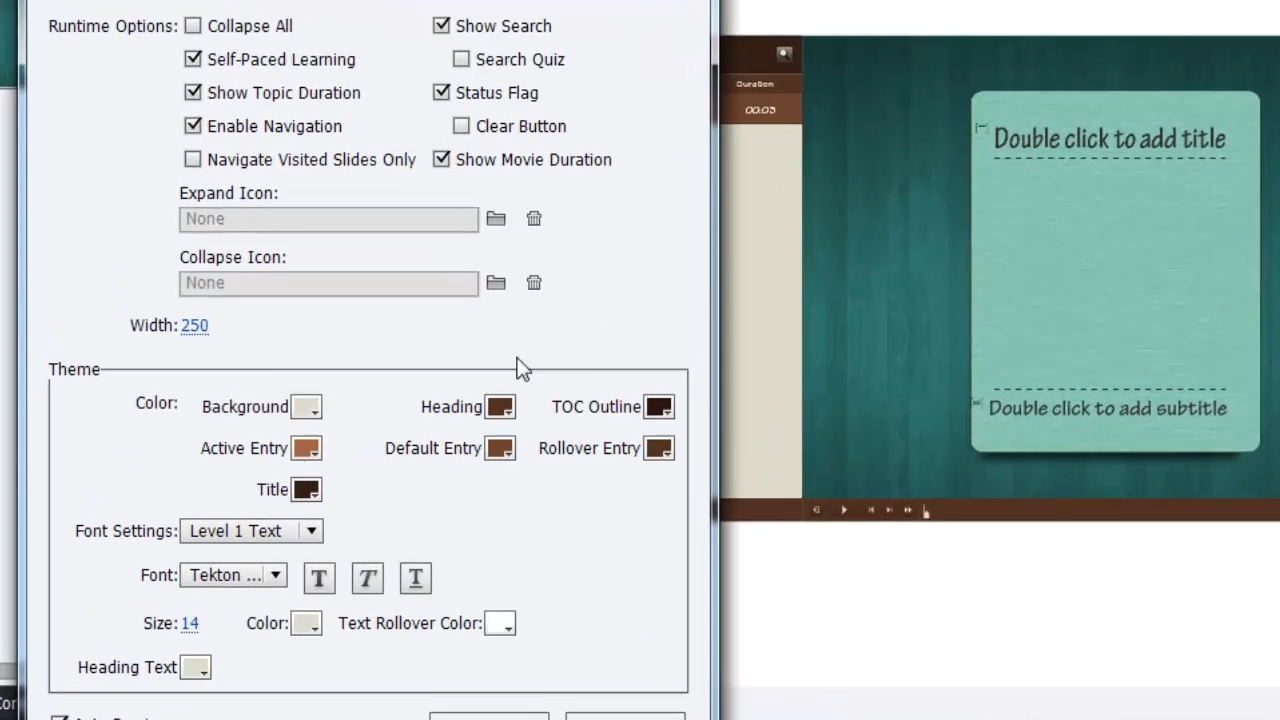 Runtime Options: Collapse All Show Search
Self-Paced Learning Search Quiz
Show Topic Duration Status Flag
Enable Navigation Clear Button
Navigate Visited Slides Only Show Movie Duration
Expand Icon:
None
Collapse Icon:
None
Width: 250
Theme
Color: Background Heading TOC Outline
Active Entry Default Entry Rollover Entry
Title
Font Settings: Level 1 Text
Font: Tekton ... T T T
Size: 14 Color: Text Rollover Color:
Heading Text
Duration
00:03
Double click to add title
Double click to add subtitle
Cor